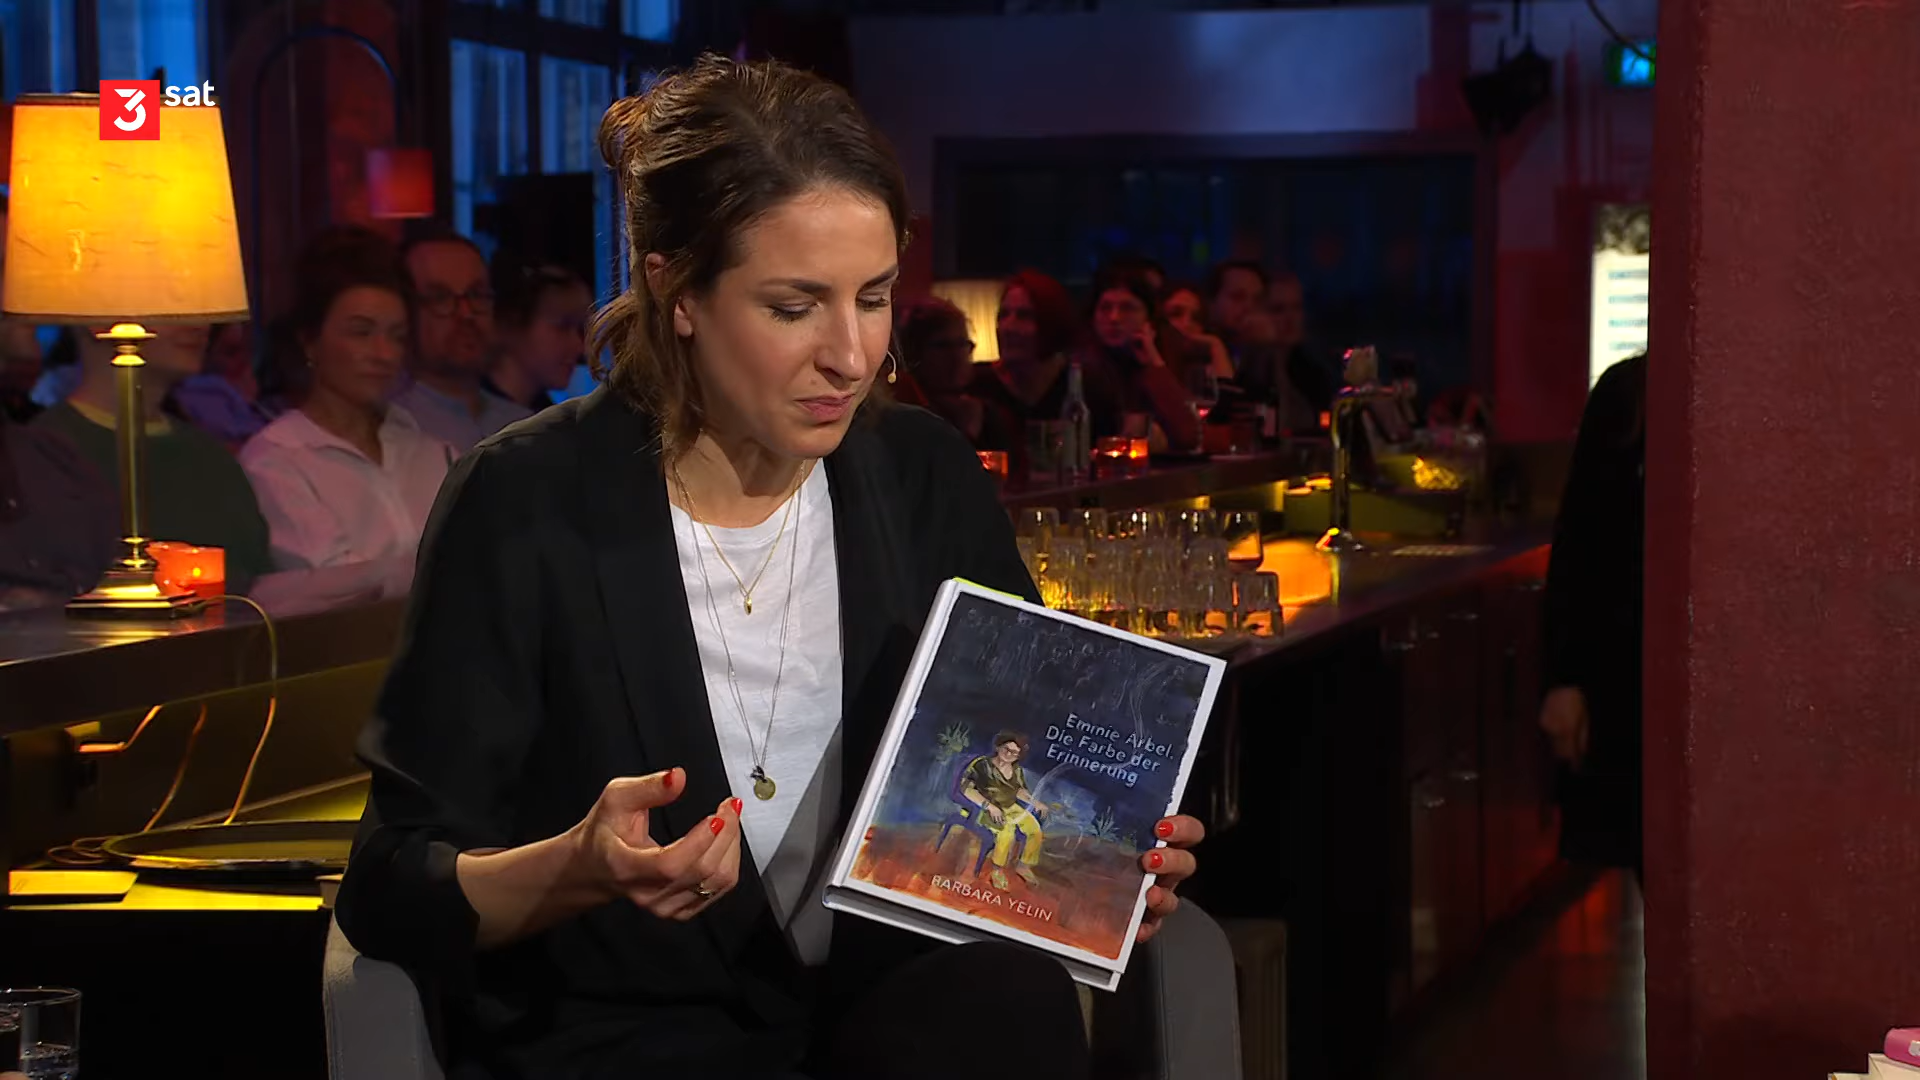 3sat
Emmie Arbel.
Die Farbe der
Erinnerung
BARBARA YELIN